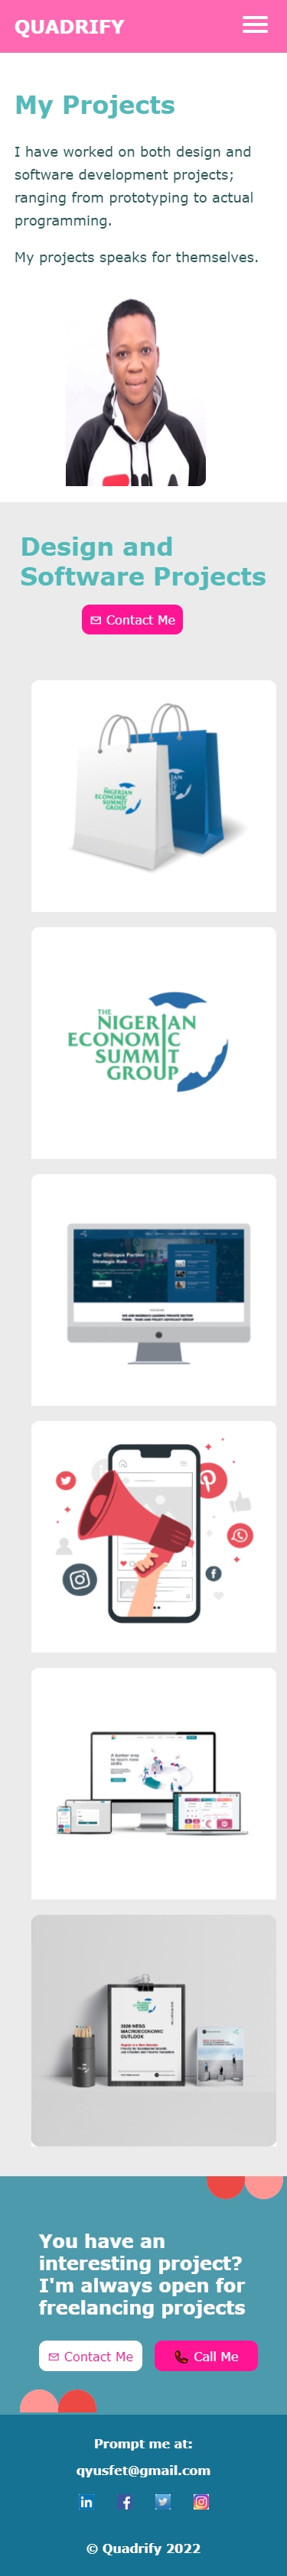 QUADRIFY
My Projects
I have worked on both design and
software development projects;
ranging from prototyping to actual
programming.
My projects speaks for themselves.
Design and
Software Projects
Contact Me
NIGERIAN
ECONOMIC
SUMMIT
GROUP
THE
NIGERIAN
ECONOMIC
SUMMIT
GROUP
Our Dialogue Partner
Strategic Role
A better way
to learn new
skills
2020 NESG
MACROECONOMIC
OUTLOOK
You have an
interesting project?
I'm always open for
freelancing projects
Contact Me
Call Me
Prompt me at:
qyusfet@gmail.com
© Quadrify 2022